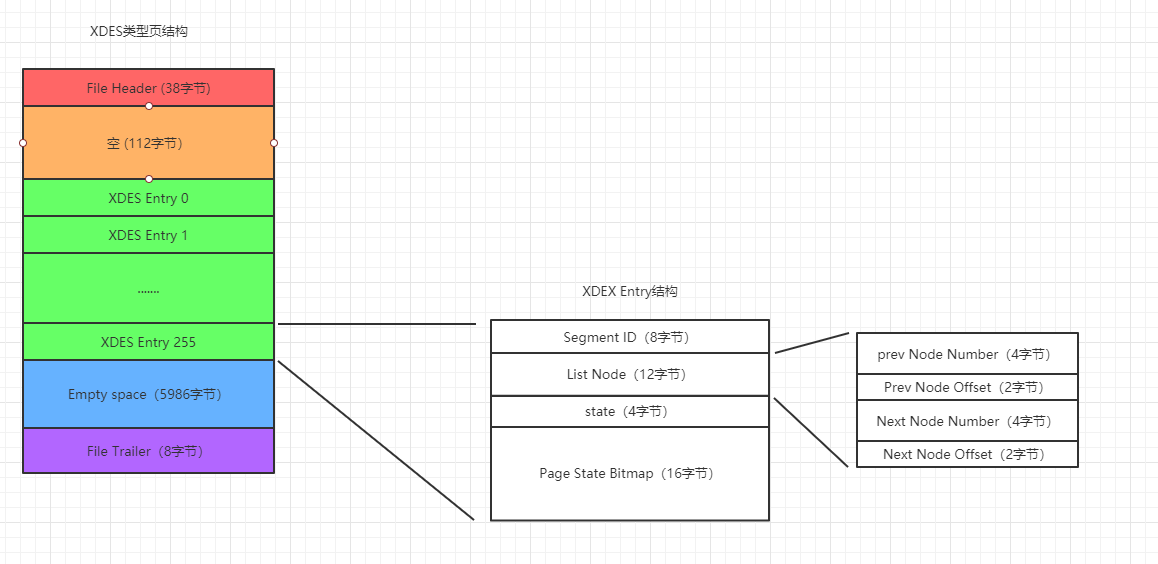 XDES类型页结构
File Header (38字节)
空 (112字节)
XDES Entry 0
XDES Entry 1
.......
XDES Entry 255
Empty space（5986字节）
File Trailer（8字节）
XDEX Entry结构
Segment ID（8字节）
List Node（12字节）
state（4字节）
Page State Bitmap（16字节）
prev Node Number（4字节）
Prev Node Offset（2字节）
Next Node Number（4字节）
Next Node Offset（2字节）